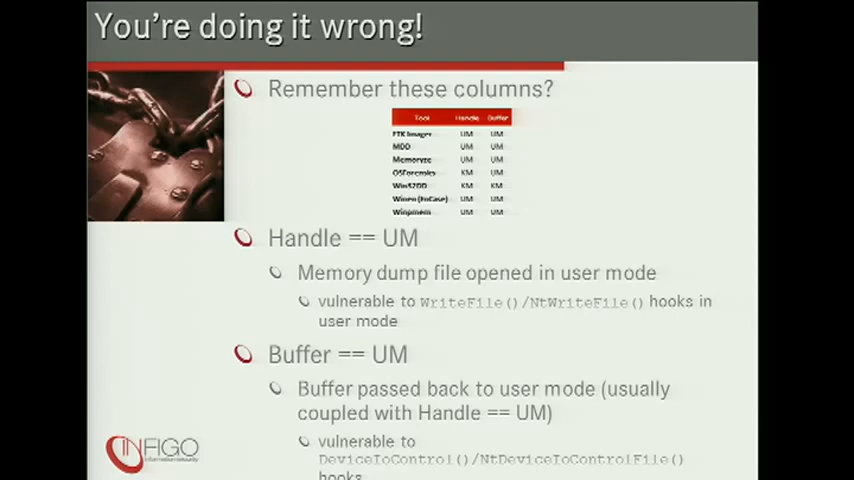 You're doing it wrong!
Remember these columns?
Tool Handle Buffer
FTK Imager UM UM
MDD UM UM
Memoryze UM UM
OSForensics KM KM
Win32DD KM KM
Winen (EnCase) UM UM
Winpmem UM UM
Handle == UM
Memory dump file opened in user mode
vulnerable to WriteFile()/NtWriteFile() hooks in
user mode
Buffer == UM
Buffer passed back to user mode (usually
coupled with Handle == UM)
vulnerable to
DeviceIoControl()/NtDeviceIoControlFile()
hooks
INFIGO
information security